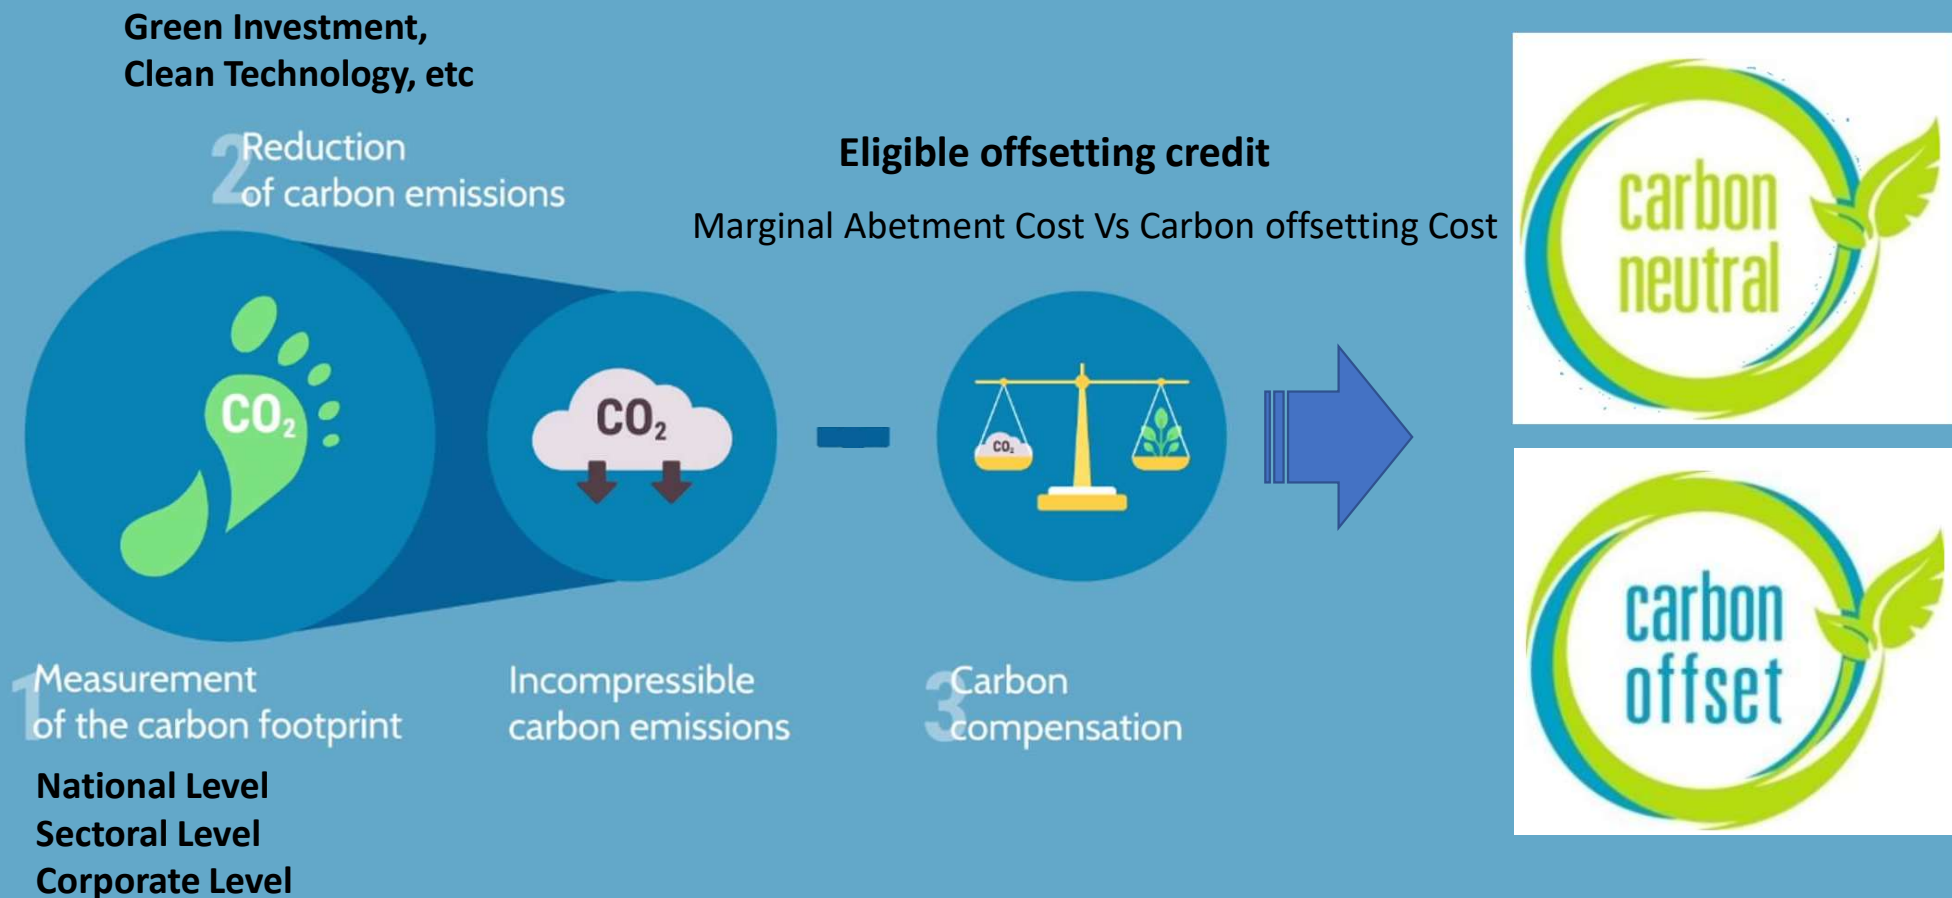 Green Investment,
Clean Technology, etc
2
Reduction
of carbon emissions
Eligible offsetting credit
Marginal Abetment Cost Vs Carbon offsetting Cost
CO₂
CO₂
CO₂
1
Measurement
of the carbon footprint
Incompressible
carbon emissions
3
Carbon
compensation
National Level
Sectoral Level
Corporate Level
carbon
neutral
carbon
offset